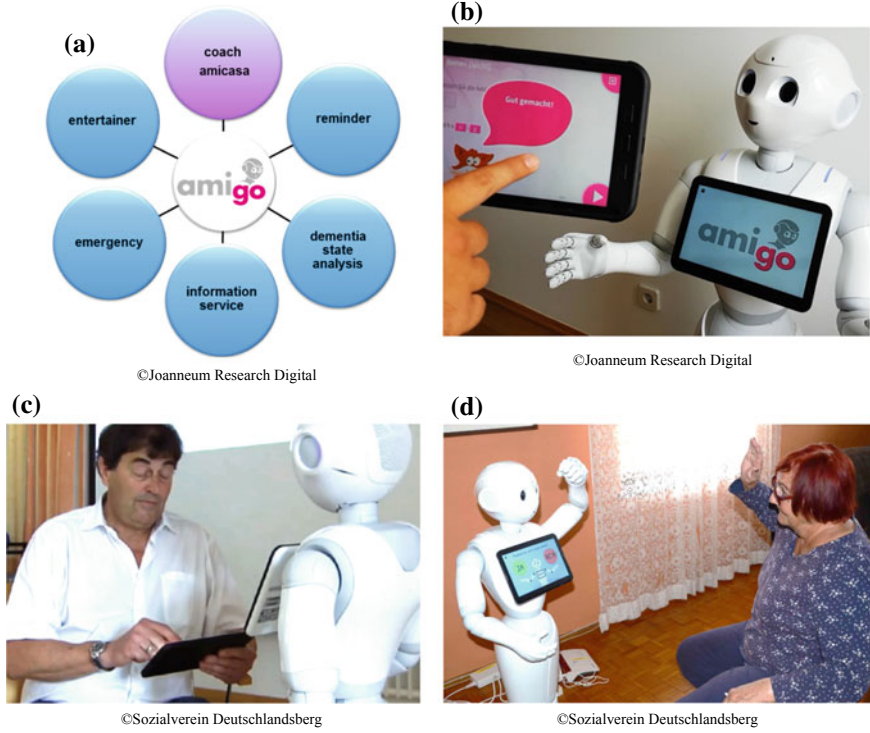 (a)
coach
amicasa
entertainer
reminder
amigo
emergency
dementia
state
analysis
information
service
©Joanneum Research Digital
(b)
Gut gemacht!
amigo
©Joanneum Research Digital
(c)
©Sozialverein Deutschlandsberg
(d)
©Sozialverein Deutschlandsberg